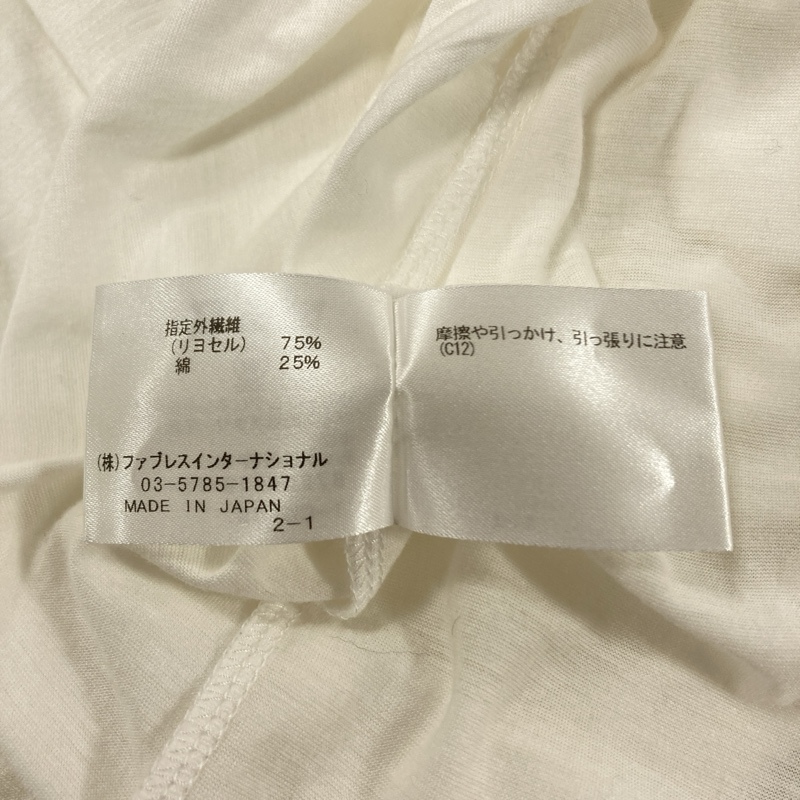 指定外繊維
(リヨセル) 75%
綿 25%
(株)ファブレスインターナショナル
03-5785-1847
MADE IN JAPAN
2-1
摩擦や引っかけ、引っ張りに注意
(C12)